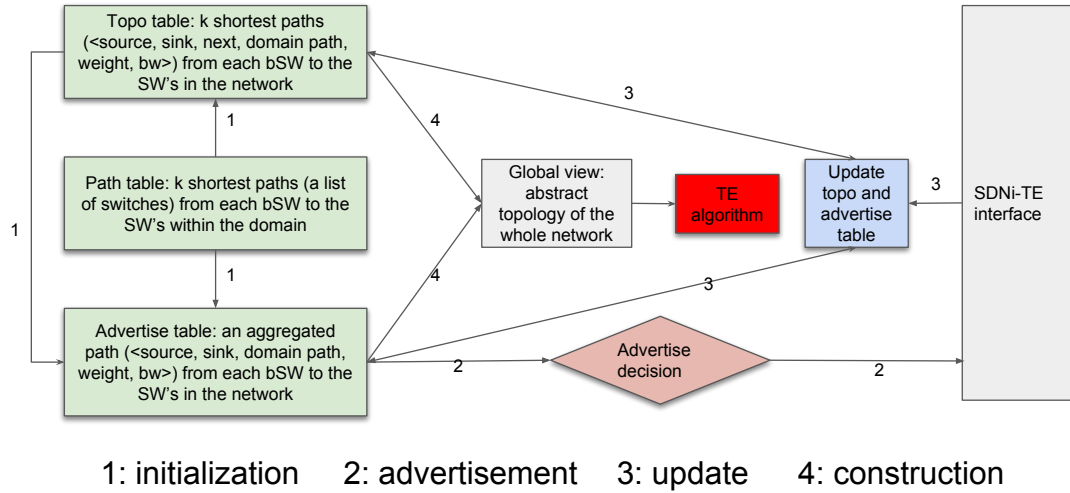 Topo table: k shortest paths
(<source, sink, next, domain path,
weight, bw>) from each bSW to the
SW's in the network
1
3
4
1
Path table: k shortest paths (a list
of switches) from each bSW to the
SW's within the domain
Global view:
abstract
topology of the
whole network
TE
algorithm
Update
topo and
advertise
table
3
SDNi-TE
interface
1
1
4
3
Advertise table: an aggregated
path (<source, sink, domain path,
weight, bw>) from each bSW to the
SW's in the network
2
Advertise
decision
2
1: initialization 2: advertisement 3: update 4: construction